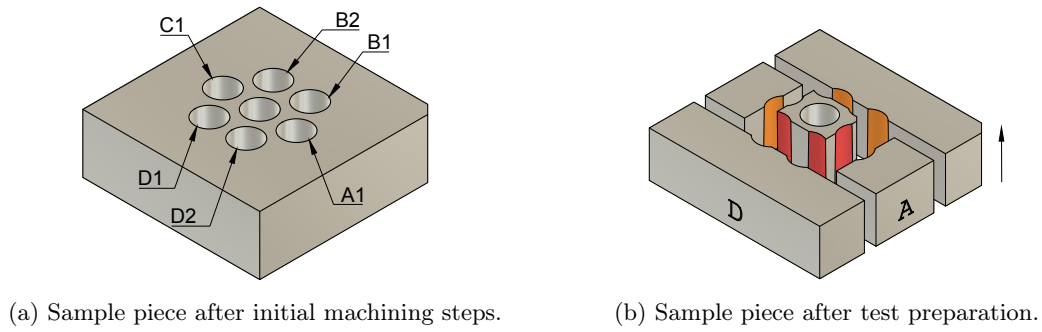 C1
B2
B1
D1
D2
A1
D
A
(a) Sample piece after initial machining steps.
(b) Sample piece after test preparation.